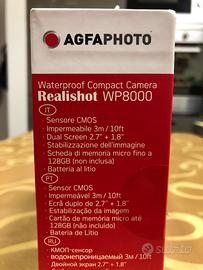 AGFAPHOTO
Waterproof Compact Camera
Realishot WP8000
IT
• Sensore CMOS
• Impermeabile 3m / 10ft
• Dual Screen 2,7" + 1.8"
• Stabilizzazione dell'immagine
• Scheda di memoria micro fino a
128GB (non inclusa)
• Batteria al litio
PT
• Sensor CMOS
• Impermeável 3m / 10ft
• Ecrã duplo de 2,7" + 1.8"
• Estabilização da imagem
• Cartão de memória micro até
128GB (não incluído)
• Bateria de Lítio
RU
• КМОП-сенсор
• водонепроницаемый 3m / 10ft
• Двойной экран 2.7" + 1.8"